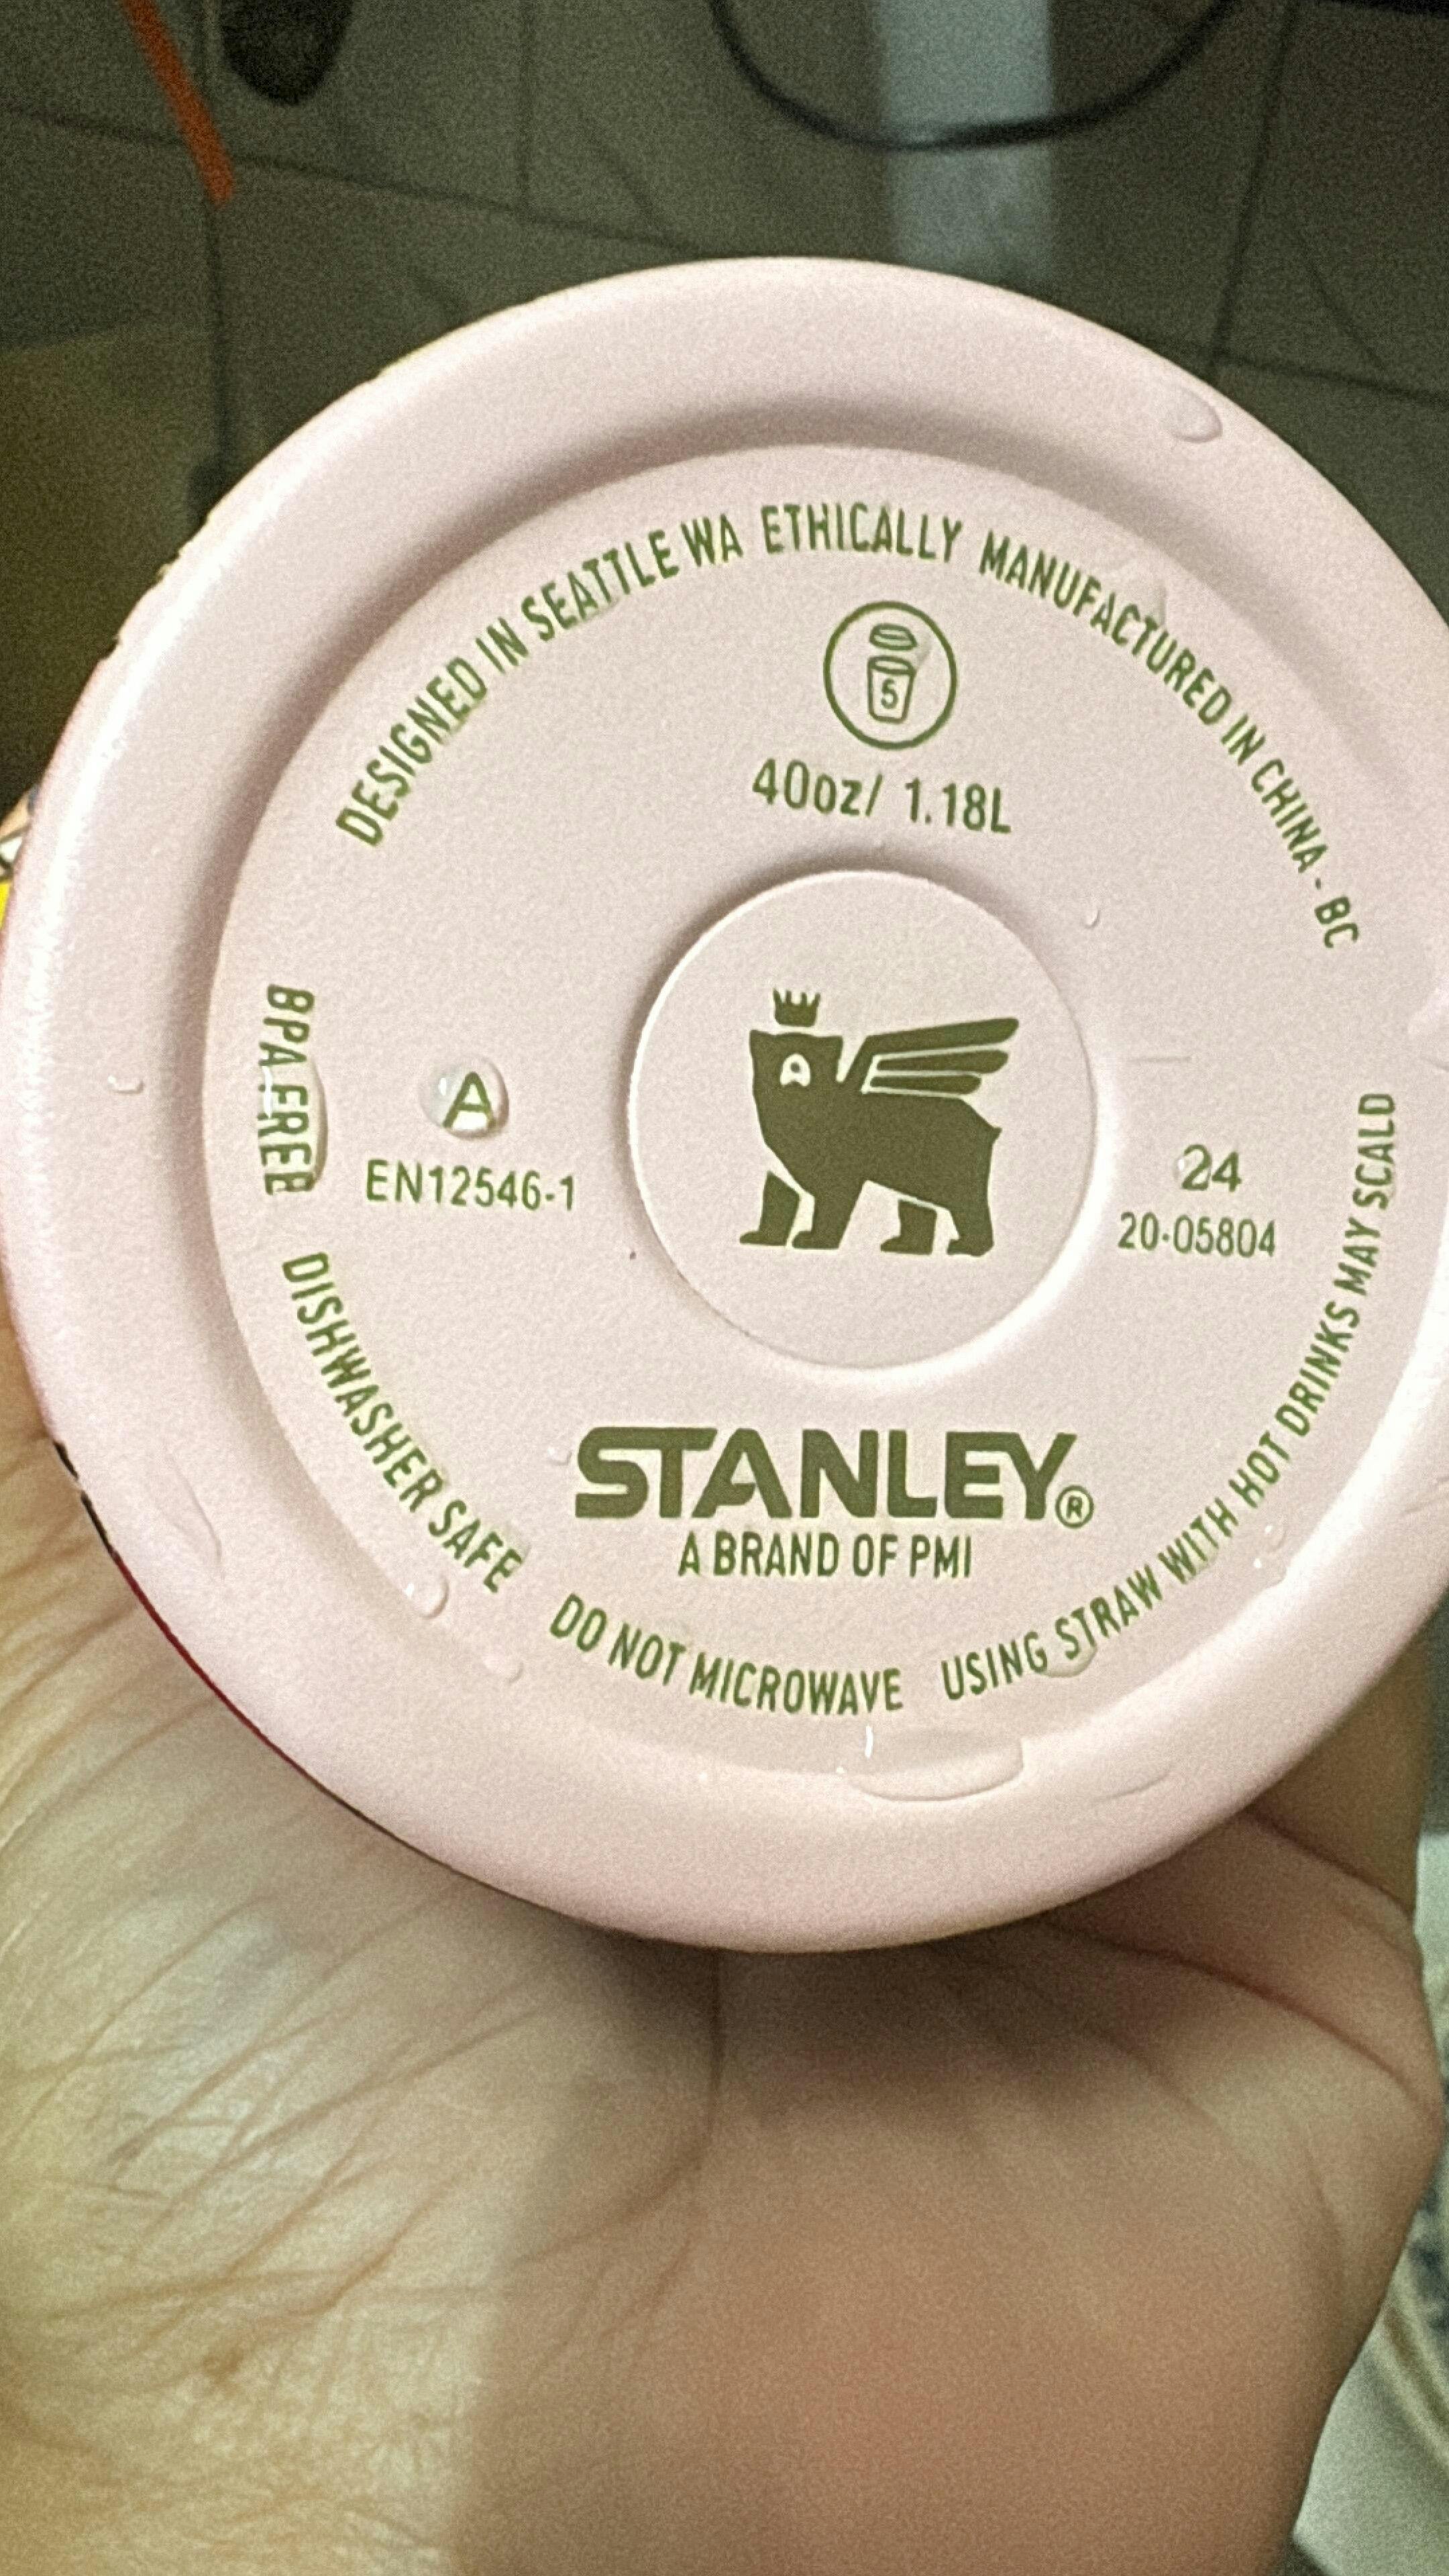 DESIGNED IN SEATTLE WA ETHICALLY MANUFACTURED IN CHINA - BC
5
40oz/ 1.18L
A
EN12546-1
24
20-05804
STANLEY®
A BRAND OF PMI
BPA FREE
DISHWASHER SAFE
DO NOT MICROWAVE
USING STRAW WITH HOT DRINKS MAY SCALD